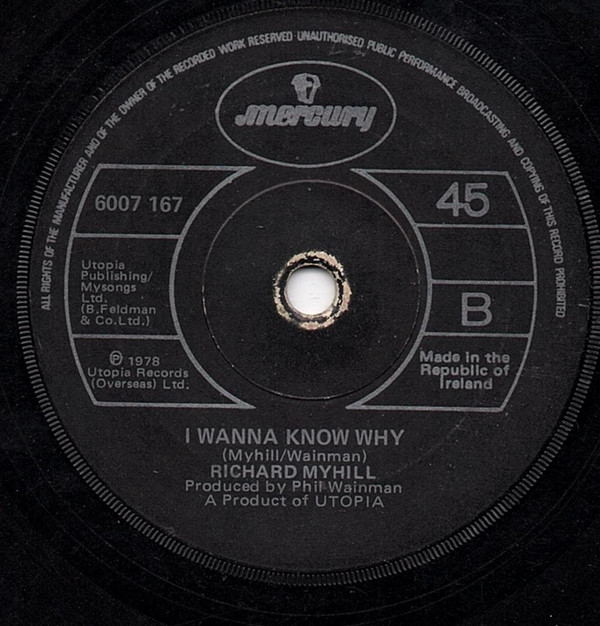 ALL RIGHTS OF THE MANUFACTURER AND OF THE OWNER OF THE RECORDED WORK RESERVED UNAUTHORISED PUBLIC PERFORMANCE BROADCASTING AND COPYING OF THIS RECORD PROHIBITED
mercury
6007 167
45
Utopia
Publishing/
Mysongs
Ltd.
(B.Feldman
& Co.Ltd.)
B
℗ 1978
Utopia Records
(Overseas) Ltd.
Made in the
Republic of
Ireland
I WANNA KNOW WHY
(Myhill/Wainman)
RICHARD MYHILL
Produced by Phil Wainman
A Product of UTOPIA